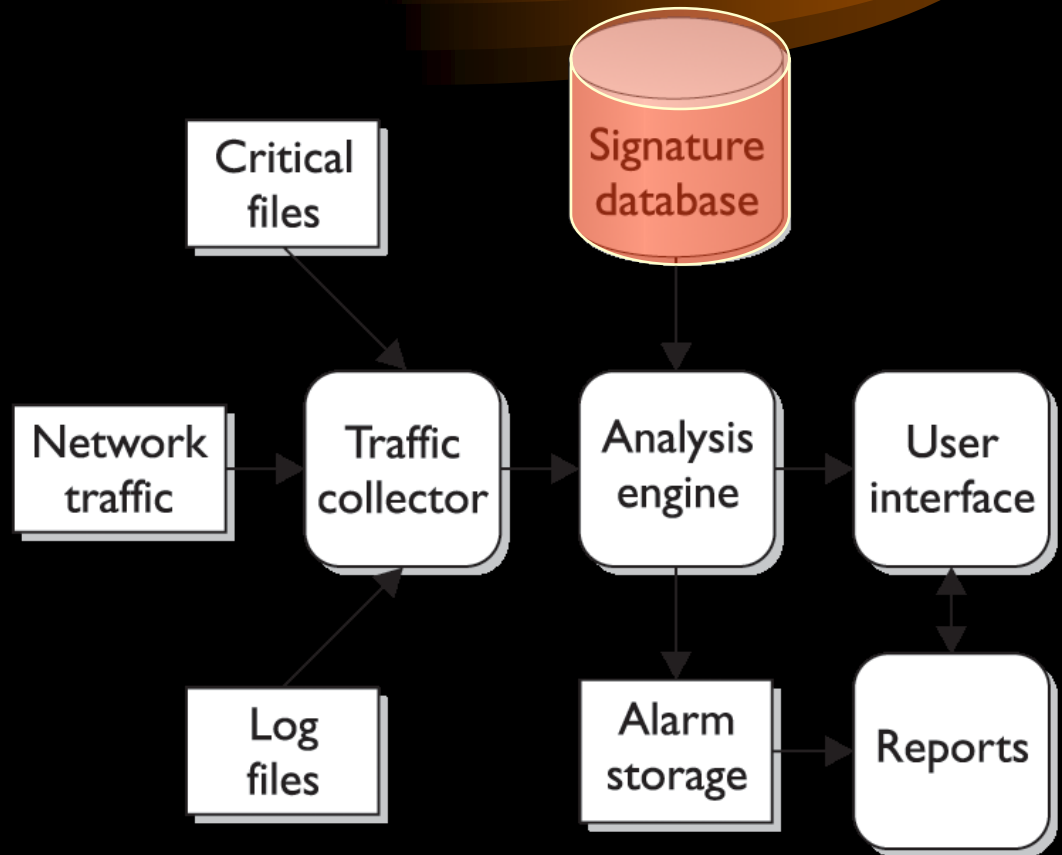 Critical
files
Signature
database
Network
traffic
Traffic
collector
Analysis
engine
User
interface
Log
files
Alarm
storage
Reports